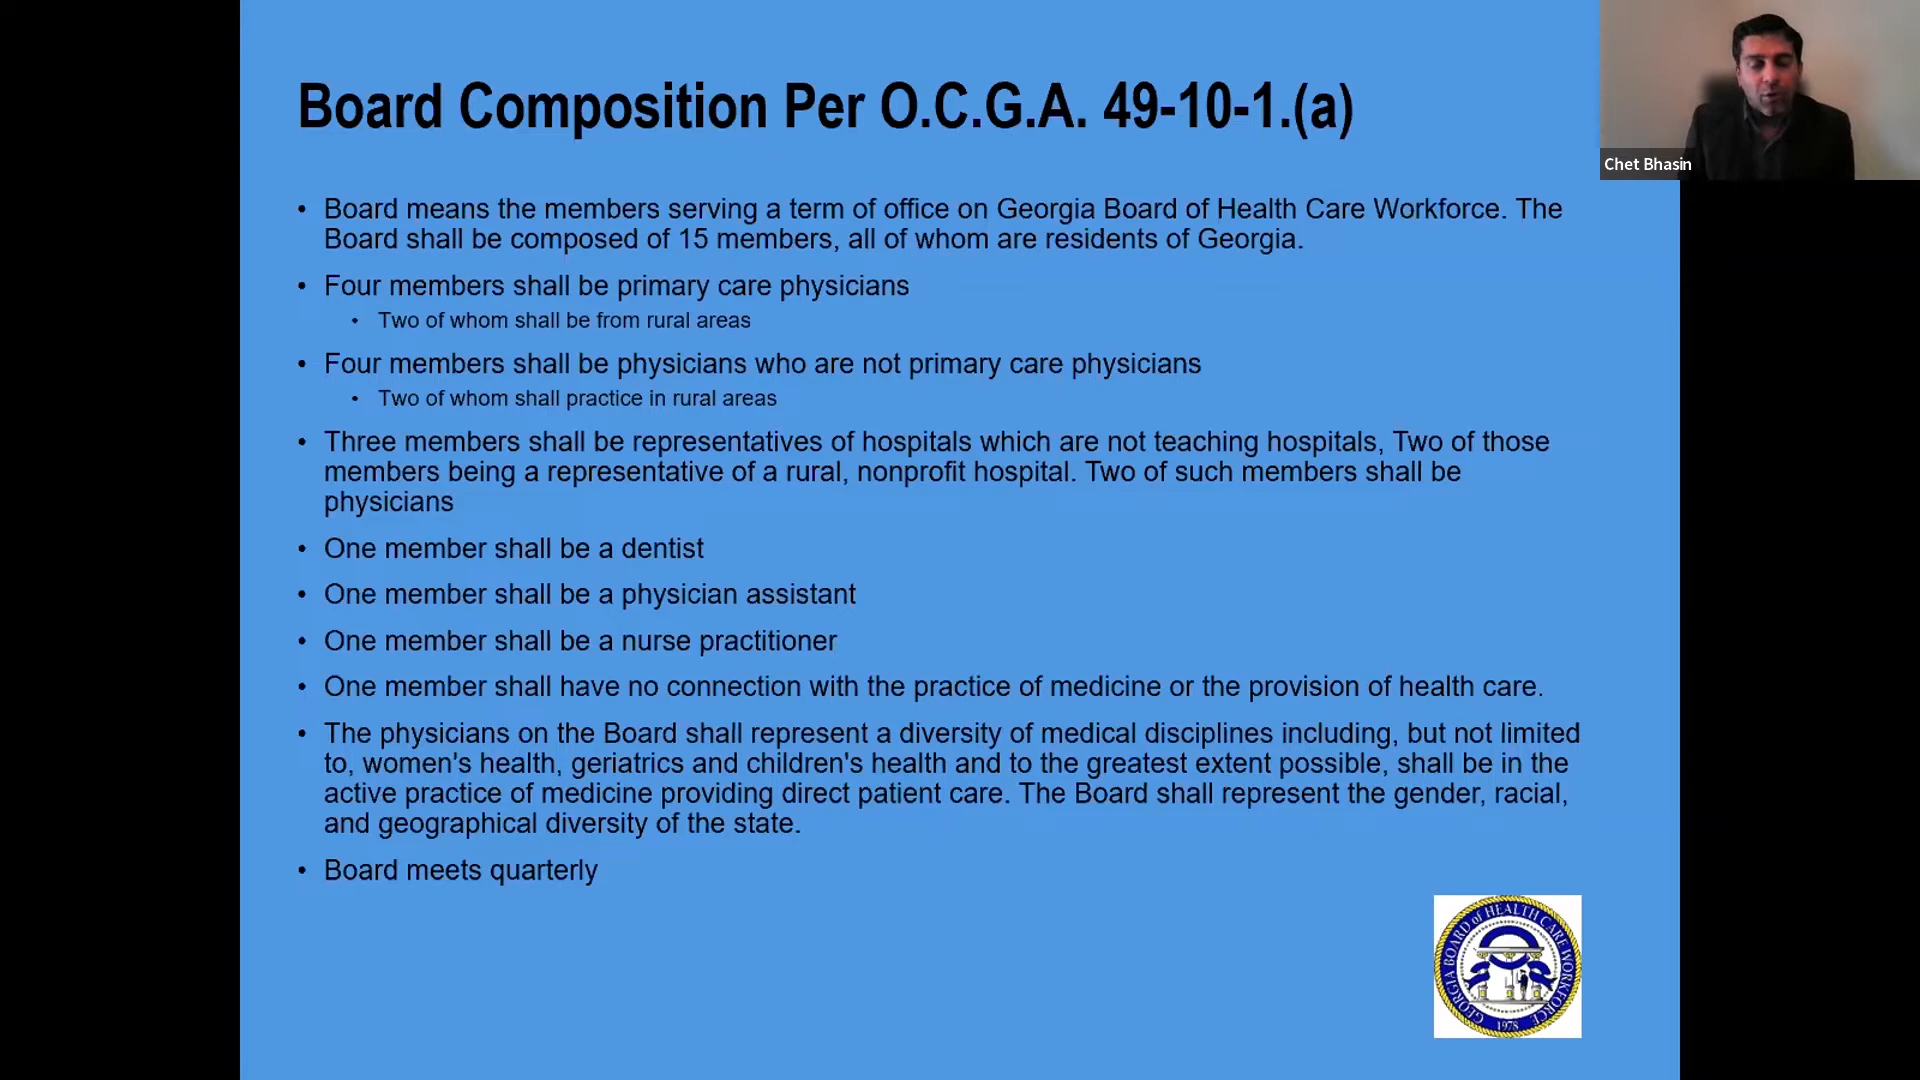 Board Composition Per O.C.G.A. 49-10-1.(a)
Chet Bhasin
• Board means the members serving a term of office on Georgia Board of Health Care Workforce. The
Board shall be composed of 15 members, all of whom are residents of Georgia.
• Four members shall be primary care physicians
• Two of whom shall be from rural areas
• Four members shall be physicians who are not primary care physicians
• Two of whom shall practice in rural areas
• Three members shall be representatives of hospitals which are not teaching hospitals, Two of those
members being a representative of a rural, nonprofit hospital. Two of such members shall be
physicians
• One member shall be a dentist
• One member shall be a physician assistant
• One member shall be a nurse practitioner
• One member shall have no connection with the practice of medicine or the provision of health care.
• The physicians on the Board shall represent a diversity of medical disciplines including, but not limited
to, women's health, geriatrics and children's health and to the greatest extent possible, shall be in the
active practice of medicine providing direct patient care. The Board shall represent the gender, racial,
and geographical diversity of the state.
• Board meets quarterly
GEORGIA BOARD of HEALTH CARE WORKFORCE
1978